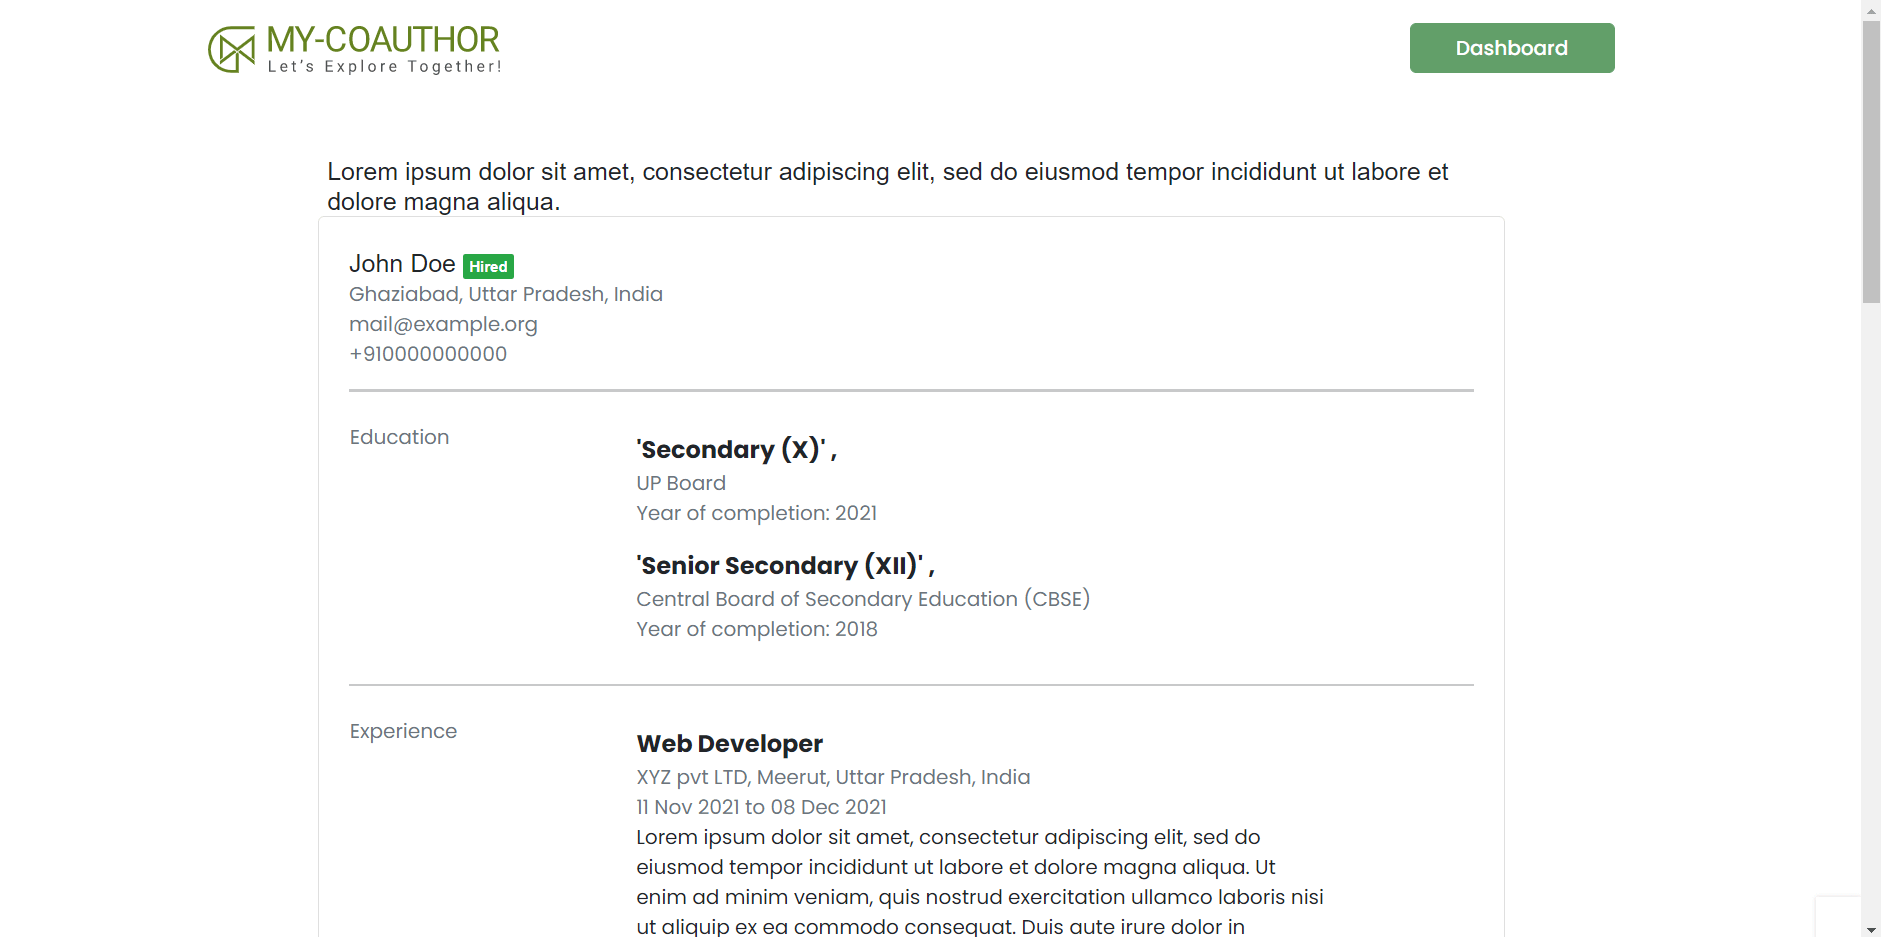 MY-COAUTHOR
Let's Explore Together!
Dashboard
Lorem ipsum dolor sit amet, consectetur adipiscing elit, sed do eiusmod tempor incididunt ut labore et
dolore magna aliqua.
John Doe Hired
Ghaziabad, Uttar Pradesh, India
mail@example.org
+910000000000
Education
'Secondary (X)' ,
UP Board
Year of completion: 2021
'Senior Secondary (XII)' ,
Central Board of Secondary Education (CBSE)
Year of completion: 2018
Experience
Web Developer
XYZ pvt LTD, Meerut, Uttar Pradesh, India
11 Nov 2021 to 08 Dec 2021
Lorem ipsum dolor sit amet, consectetur adipiscing elit, sed do
eiusmod tempor incididunt ut labore et dolore magna aliqua. Ut
enim ad minim veniam, quis nostrud exercitation ullamco laboris nisi
ut aliquip ex ea commodo consequat. Duis aute irure dolor in